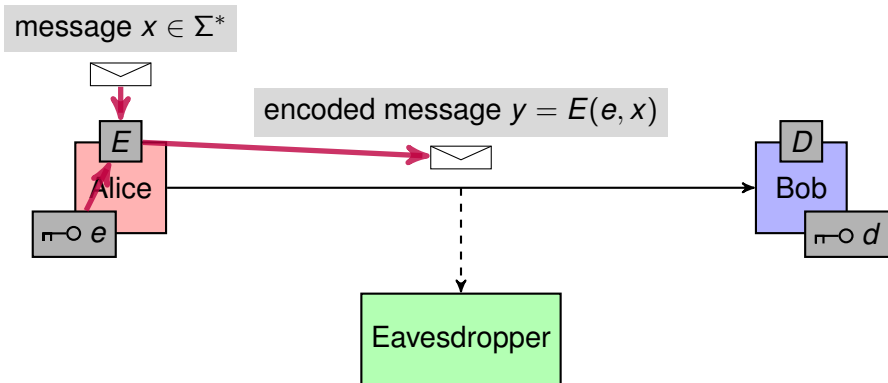 message x ∈ Σ*
encoded message y = E(e, x)
E
D
Alice
Bob
e
d
Eavesdropper